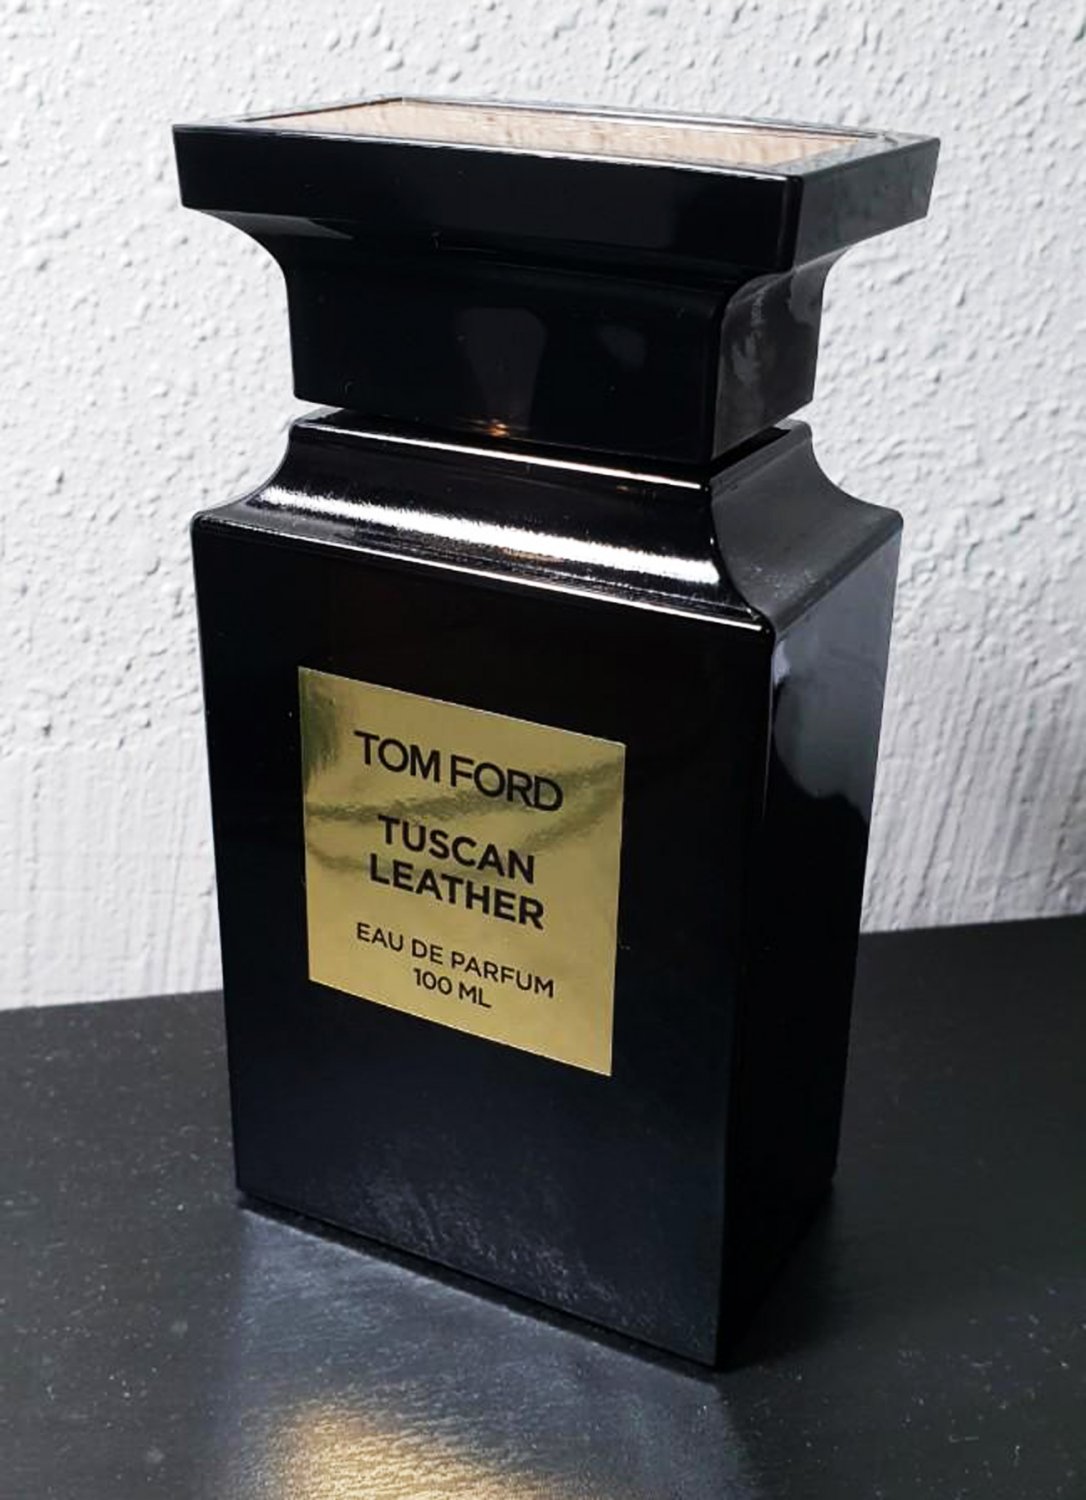 TOM FORD
TUSCAN
LEATHER
EAU DE PARFUM
100 ML